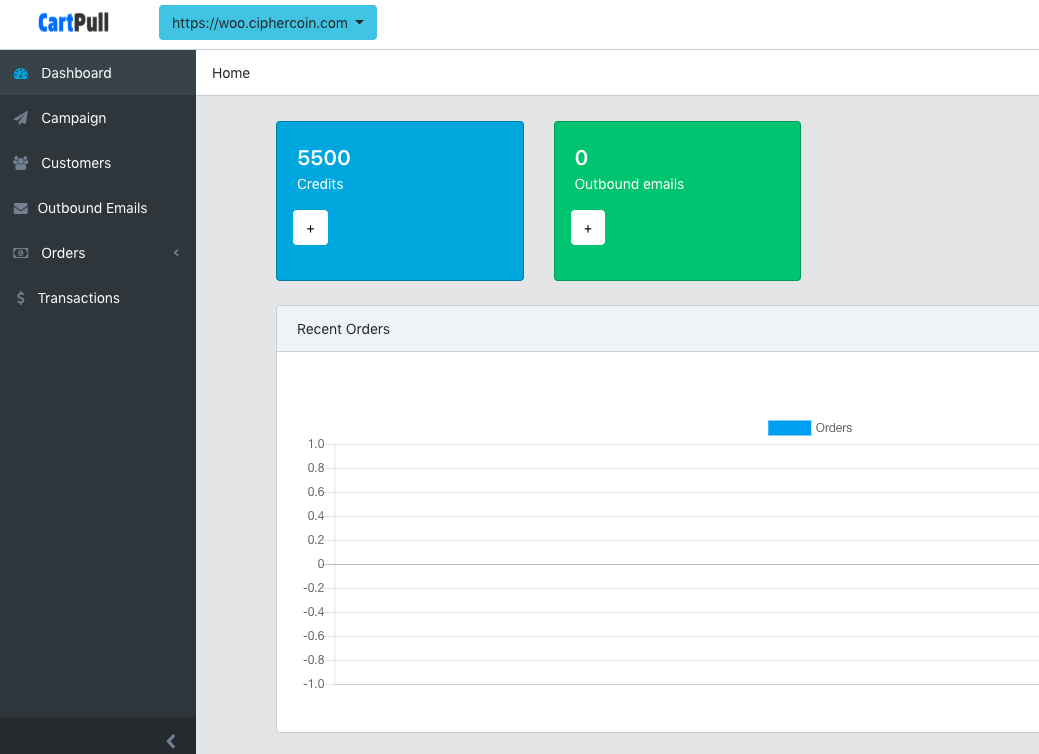 CartPull
https://woo.ciphercoin.com
Dashboard
Home
Campaign
Customers
Outbound Emails
Orders
Transactions
5500
Credits
+
0
Outbound emails
+
Recent Orders
Orders
1.0
0.8
0.6
0.4
0.2
0
-0.2
-0.4
-0.6
-0.8
-1.0